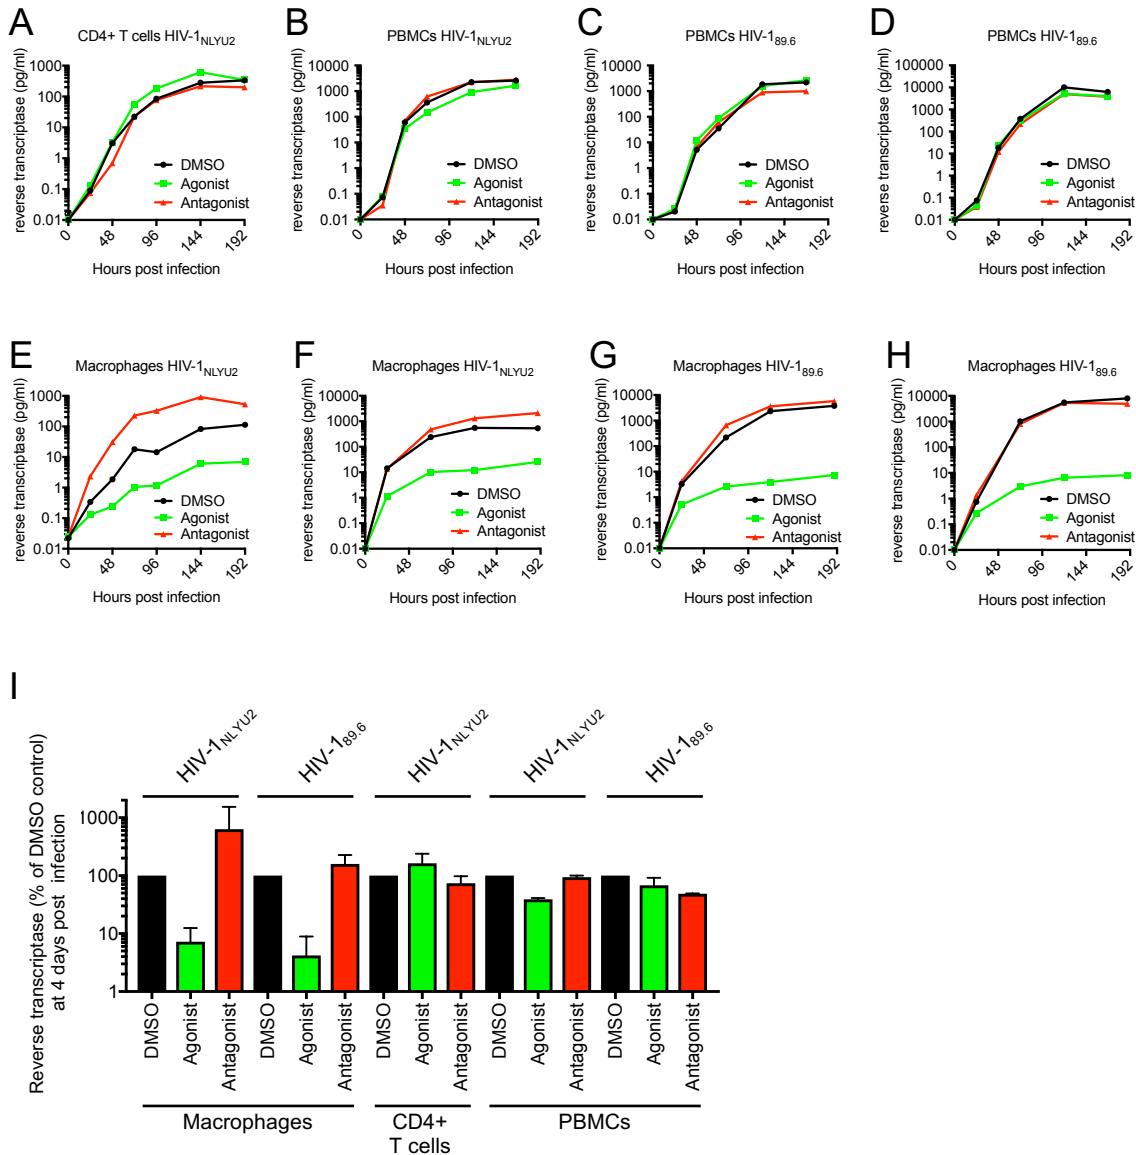 A
CD4+ T cells HIV-1NLYU2
reverse transcriptase (pg/ml)
1000
100
10
1
0.1
0.01
DMSO
Agonist
Antagonist
0 48 96 144 192
Hours post infection
B
PBMCs HIV-1NLYU2
reverse transcriptase (pg/ml)
10000
1000
100
10
1
0.1
0.01
DMSO
Agonist
Antagonist
0 48 96 144 192
Hours post infection
C
PBMCs HIV-189.6
reverse transcriptase (pg/ml)
10000
1000
100
10
1
0.1
0.01
DMSO
Agonist
Antagonist
0 48 96 144 192
Hours post infection
D
PBMCs HIV-189.6
reverse transcriptase (pg/ml)
100000
10000
1000
100
10
1
0.1
0.01
DMSO
Agonist
Antagonist
0 48 96 144 192
Hours post infection
E
Macrophages HIV-1NLYU2
reverse transcriptase (pg/ml)
1000
100
10
1
0.1
0.01
DMSO
Agonist
Antagonist
0 48 96 144 192
Hours post infection
F
Macrophages HIV-1NLYU2
reverse transcriptase (pg/ml)
10000
1000
100
10
1
0.1
0.01
DMSO
Agonist
Antagonist
0 48 96 144 192
Hours post infection
G
Macrophages HIV-189.6
reverse transcriptase (pg/ml)
10000
1000
100
10
1
0.1
0.01
DMSO
Agonist
Antagonist
0 48 96 144 192
Hours post infection
H
Macrophages HIV-189.6
reverse transcriptase (pg/ml)
10000
1000
100
10
1
0.1
0.01
DMSO
Agonist
Antagonist
0 48 96 144 192
Hours post infection
I
Reverse transcriptase (% of DMSO control)
at 4 days post infection
HIV-1NLYU2 HIV-189.6 HIV-1NLYU2 HIV-1NLYU2 HIV-189.6
1000
100
10
1
DMSO Agonist Antagonist DMSO Agonist Antagonist DMSO Agonist Antagonist DMSO Agonist Antagonist DMSO Agonist Antagonist
Macrophages CD4+ PBMCs
T cells